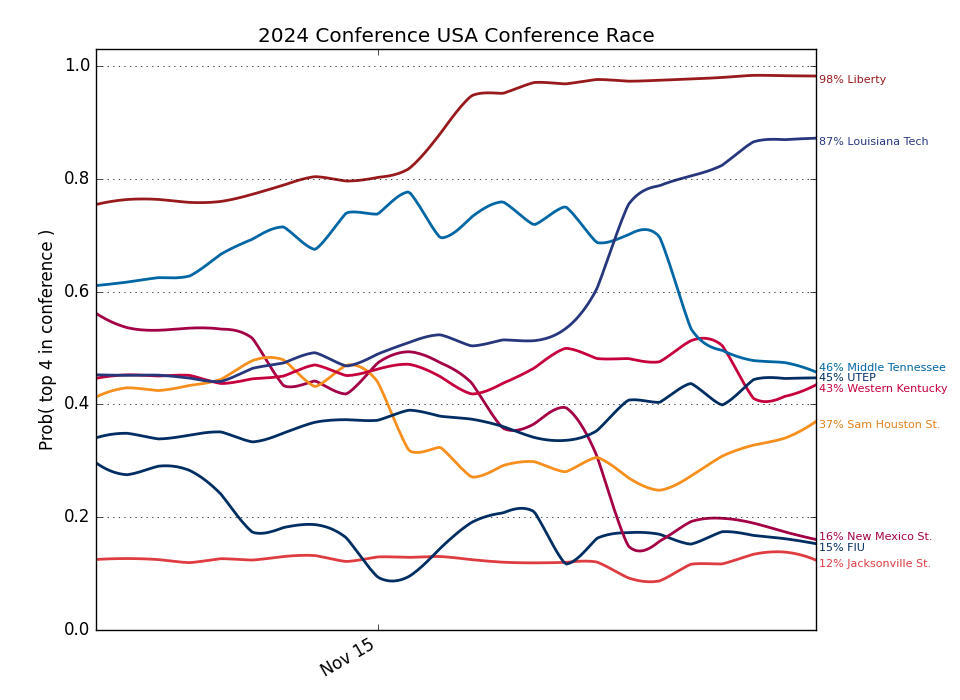 2024 Conference USA Conference Race
Prob( top 4 in conference )
1.0
0.8
0.6
0.4
0.2
0.0
Nov 15
98% Liberty
87% Louisiana Tech
46% Middle Tennessee
45% UTEP
43% Western Kentucky
37% Sam Houston St.
16% New Mexico St.
15% FIU
12% Jacksonville St.